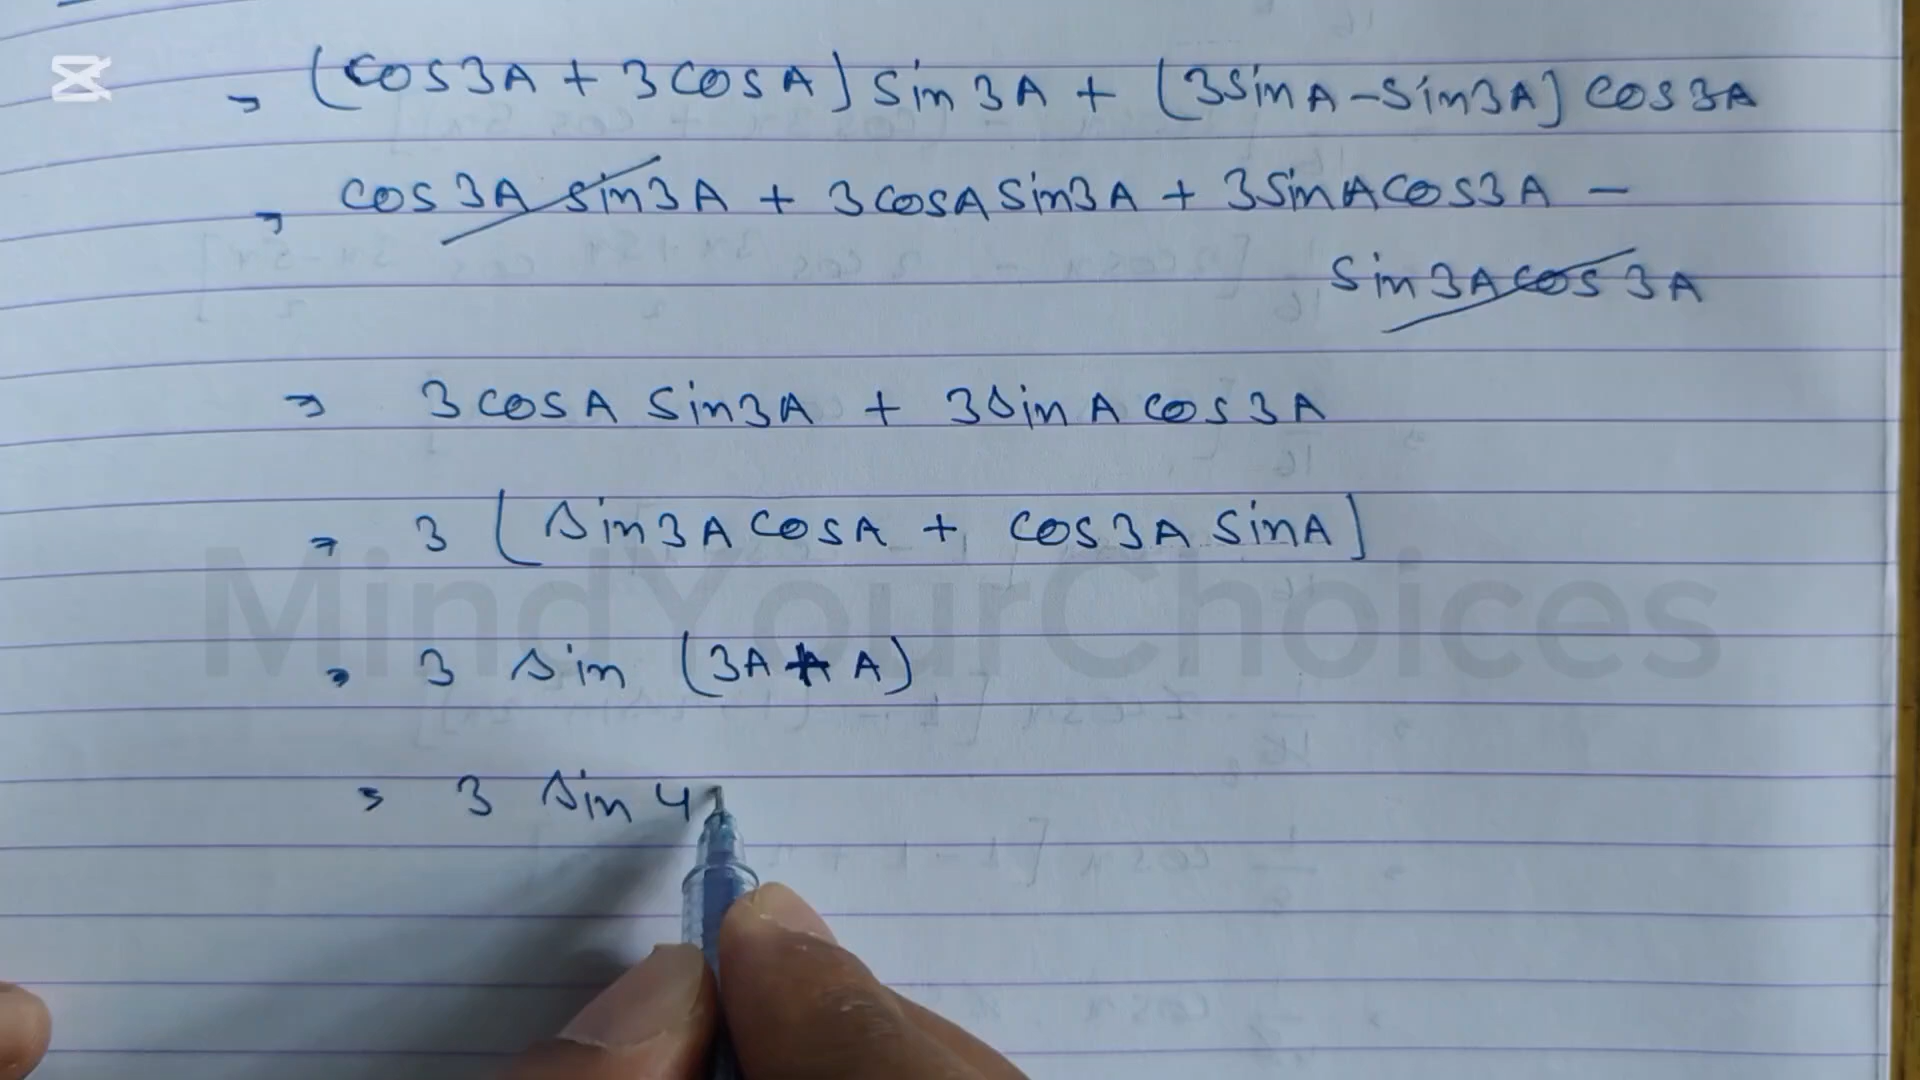 ⇒ (cos3A + 3cosA) sin3A + (3sinA - sin3A) cos3A
⇒ cos3A sin3A + 3cosA sin3A + 3sinA cos3A -
sin3A cos3A
⇒ 3cosA sin3A + 3sinA cos3A
⇒ 3 (sin3A cosA + cos3A sinA)
⇒ 3 sin (3A + A)
⇒ 3 sin 4
MindYourChoices